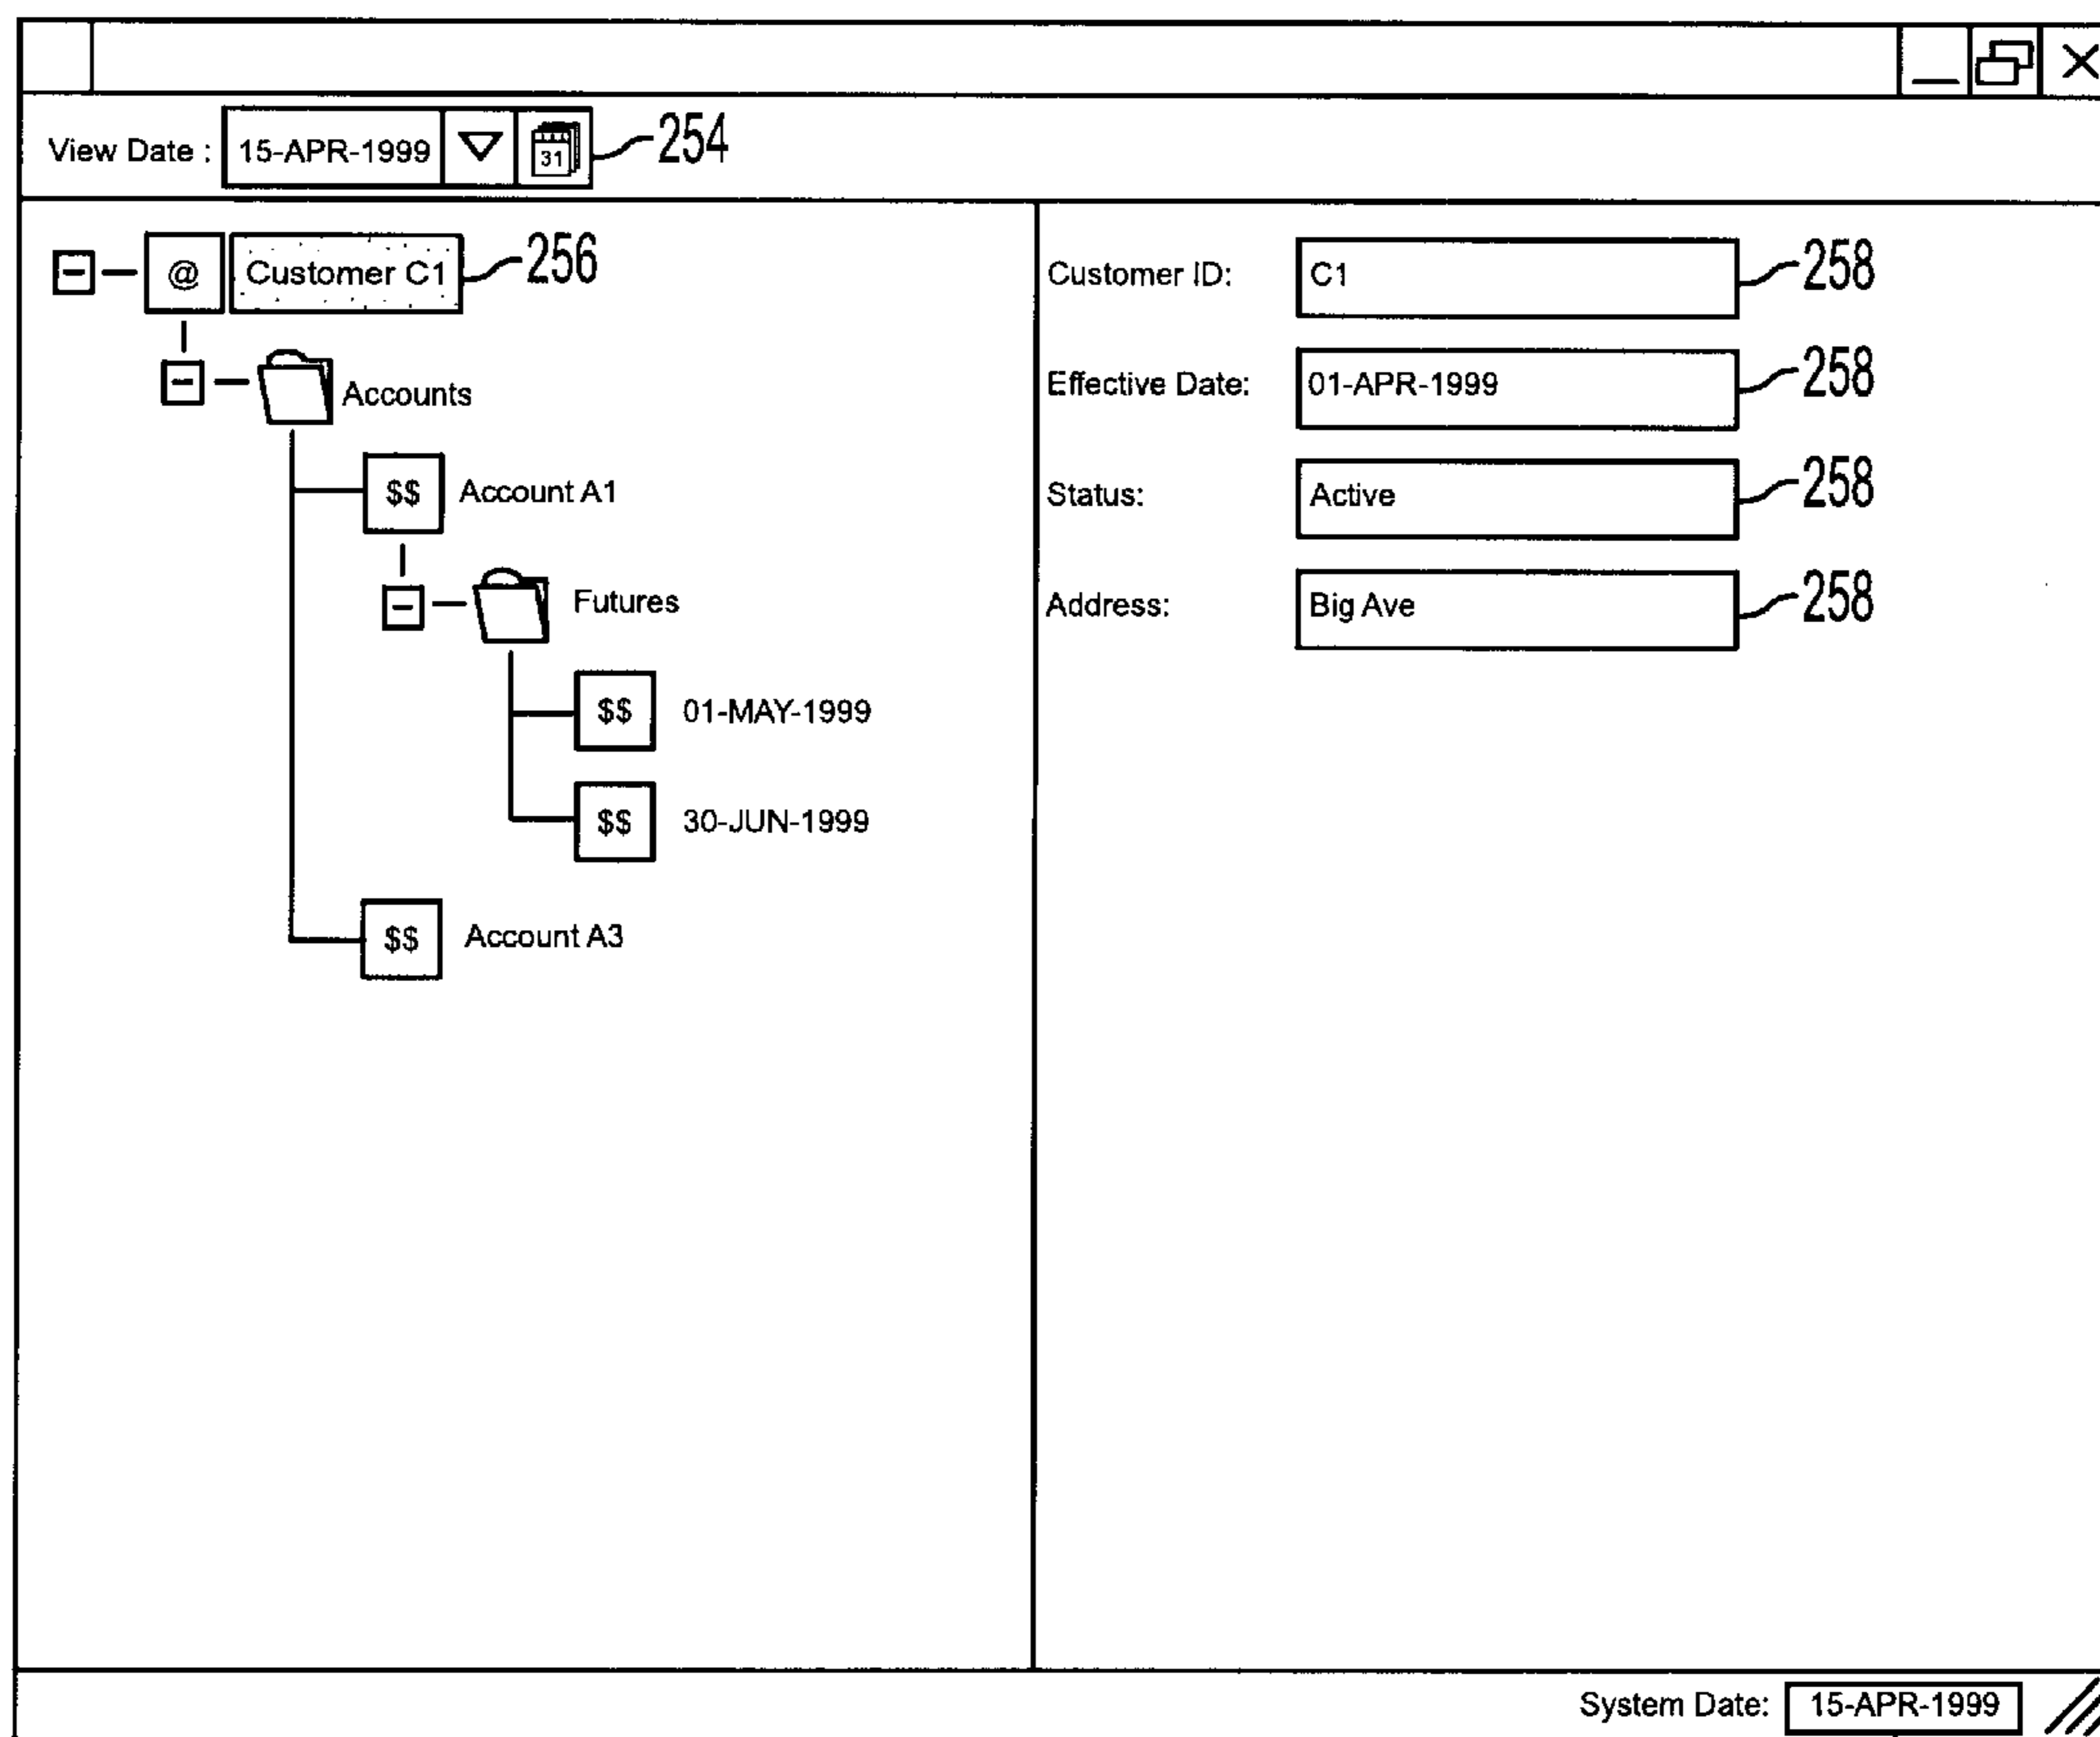 View Date : 15-APR-1999 31 254
@ Customer C1 256
Accounts
$$ Account A1
Futures
$$ 01-MAY-1999
$$ 30-JUN-1999
$$ Account A3
Customer ID: C1 258
Effective Date: 01-APR-1999 258
Status: Active 258
Address: Big Ave 258
System Date: 15-APR-1999